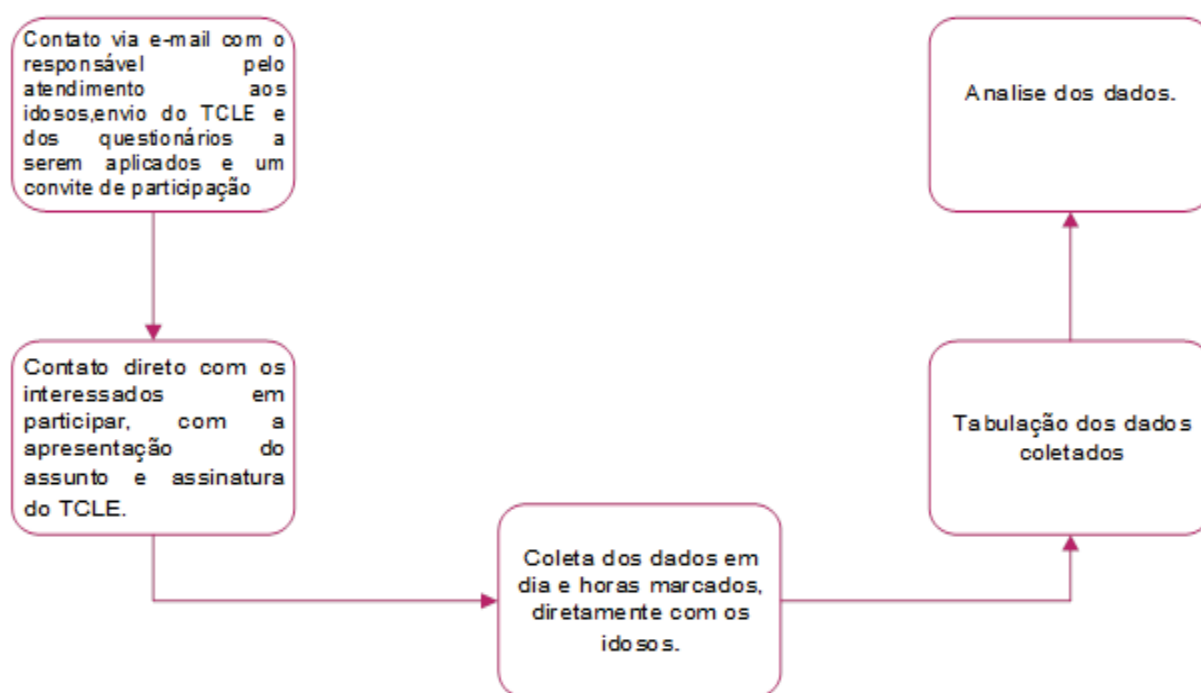 Contato via e-mail com o
responsável pelo
atendimento aos
idosos,envio do TCLE e
dos questionários a
serem aplicados e um
convite de participação
Contato direto com os
interessados em
participar, com a
apresentação do
assunto e assinatura
do TCLE.
Coleta dos dados em
dia e horas marcados,
diretamente com os
idosos.
Tabulação dos dados
coletados
Analise dos dados.